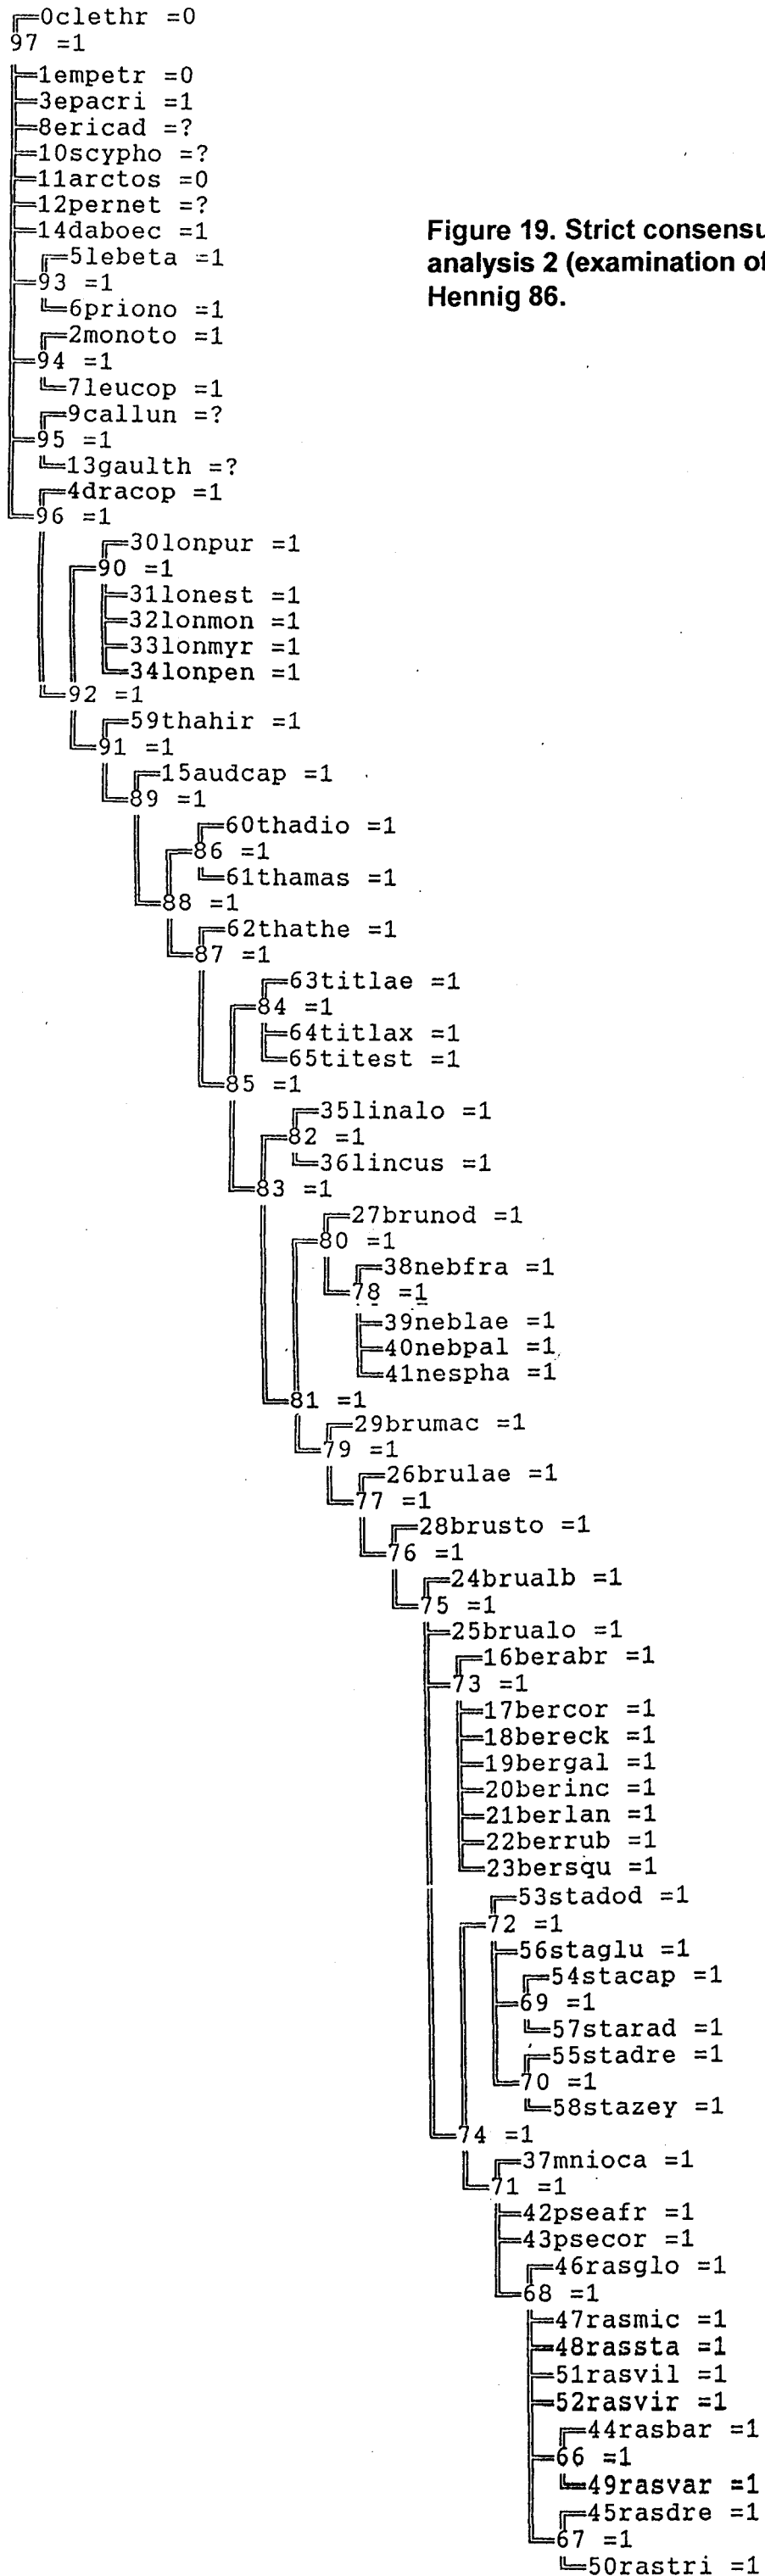 0clethr =0
97 =1
1empetr =0
3epacri =1
8ericad =?
10scypho =?
11arctos =0
12pernet =?
14daboec =1
Figure 19. Strict consensu
analysis 2 (examination of
Hennig 86.
5lebeta =1
93 =1
6priono =1
2monoto =1
94 =1
7leucop =1
9callun =?
95 =1
13gaulth =?
4dracop =1
96 =1
30lonpur =1
90 =1
31lonest =1
32lonmon =1
33lonmyr =1
34lonpen =1
92 =1
59thahir =1
91 =1
15audcap =1
89 =1
60thadio =1
86 =1
61thamas =1
88 =1
62thathe =1
87 =1
63titlae =1
84 =1
64titlax =1
65titest =1
85 =1
35linalo =1
82 =1
36lincus =1
83 =1
27brunod =1
80 =1
38nebfra =1
78 =1
39neblae =1
40nebpal =1
41nespha =1
81 =1
29brumac =1
79 =1
26brulae =1
77 =1
28brusto =1
76 =1
24brualb =1
75 =1
25brualo =1
16berabr =1
73 =1
17bercor =1
18bereck =1
19bergal =1
20berinc =1
21berlan =1
22berrub =1
23bersqu =1
53stadod =1
72 =1
56staglu =1
54stacap =1
69 =1
57starad =1
55stadre =1
70 =1
58stazey =1
74 =1
37mnioca =1
71 =1
42pseafr =1
43psecor =1
46rasglo =1
68 =1
47rasmic =1
48rassta =1
51rasvil =1
52rasvir =1
44rasbar =1
66 =1
49rasvar =1
45rasdre =1
67 =1
50rastri =1